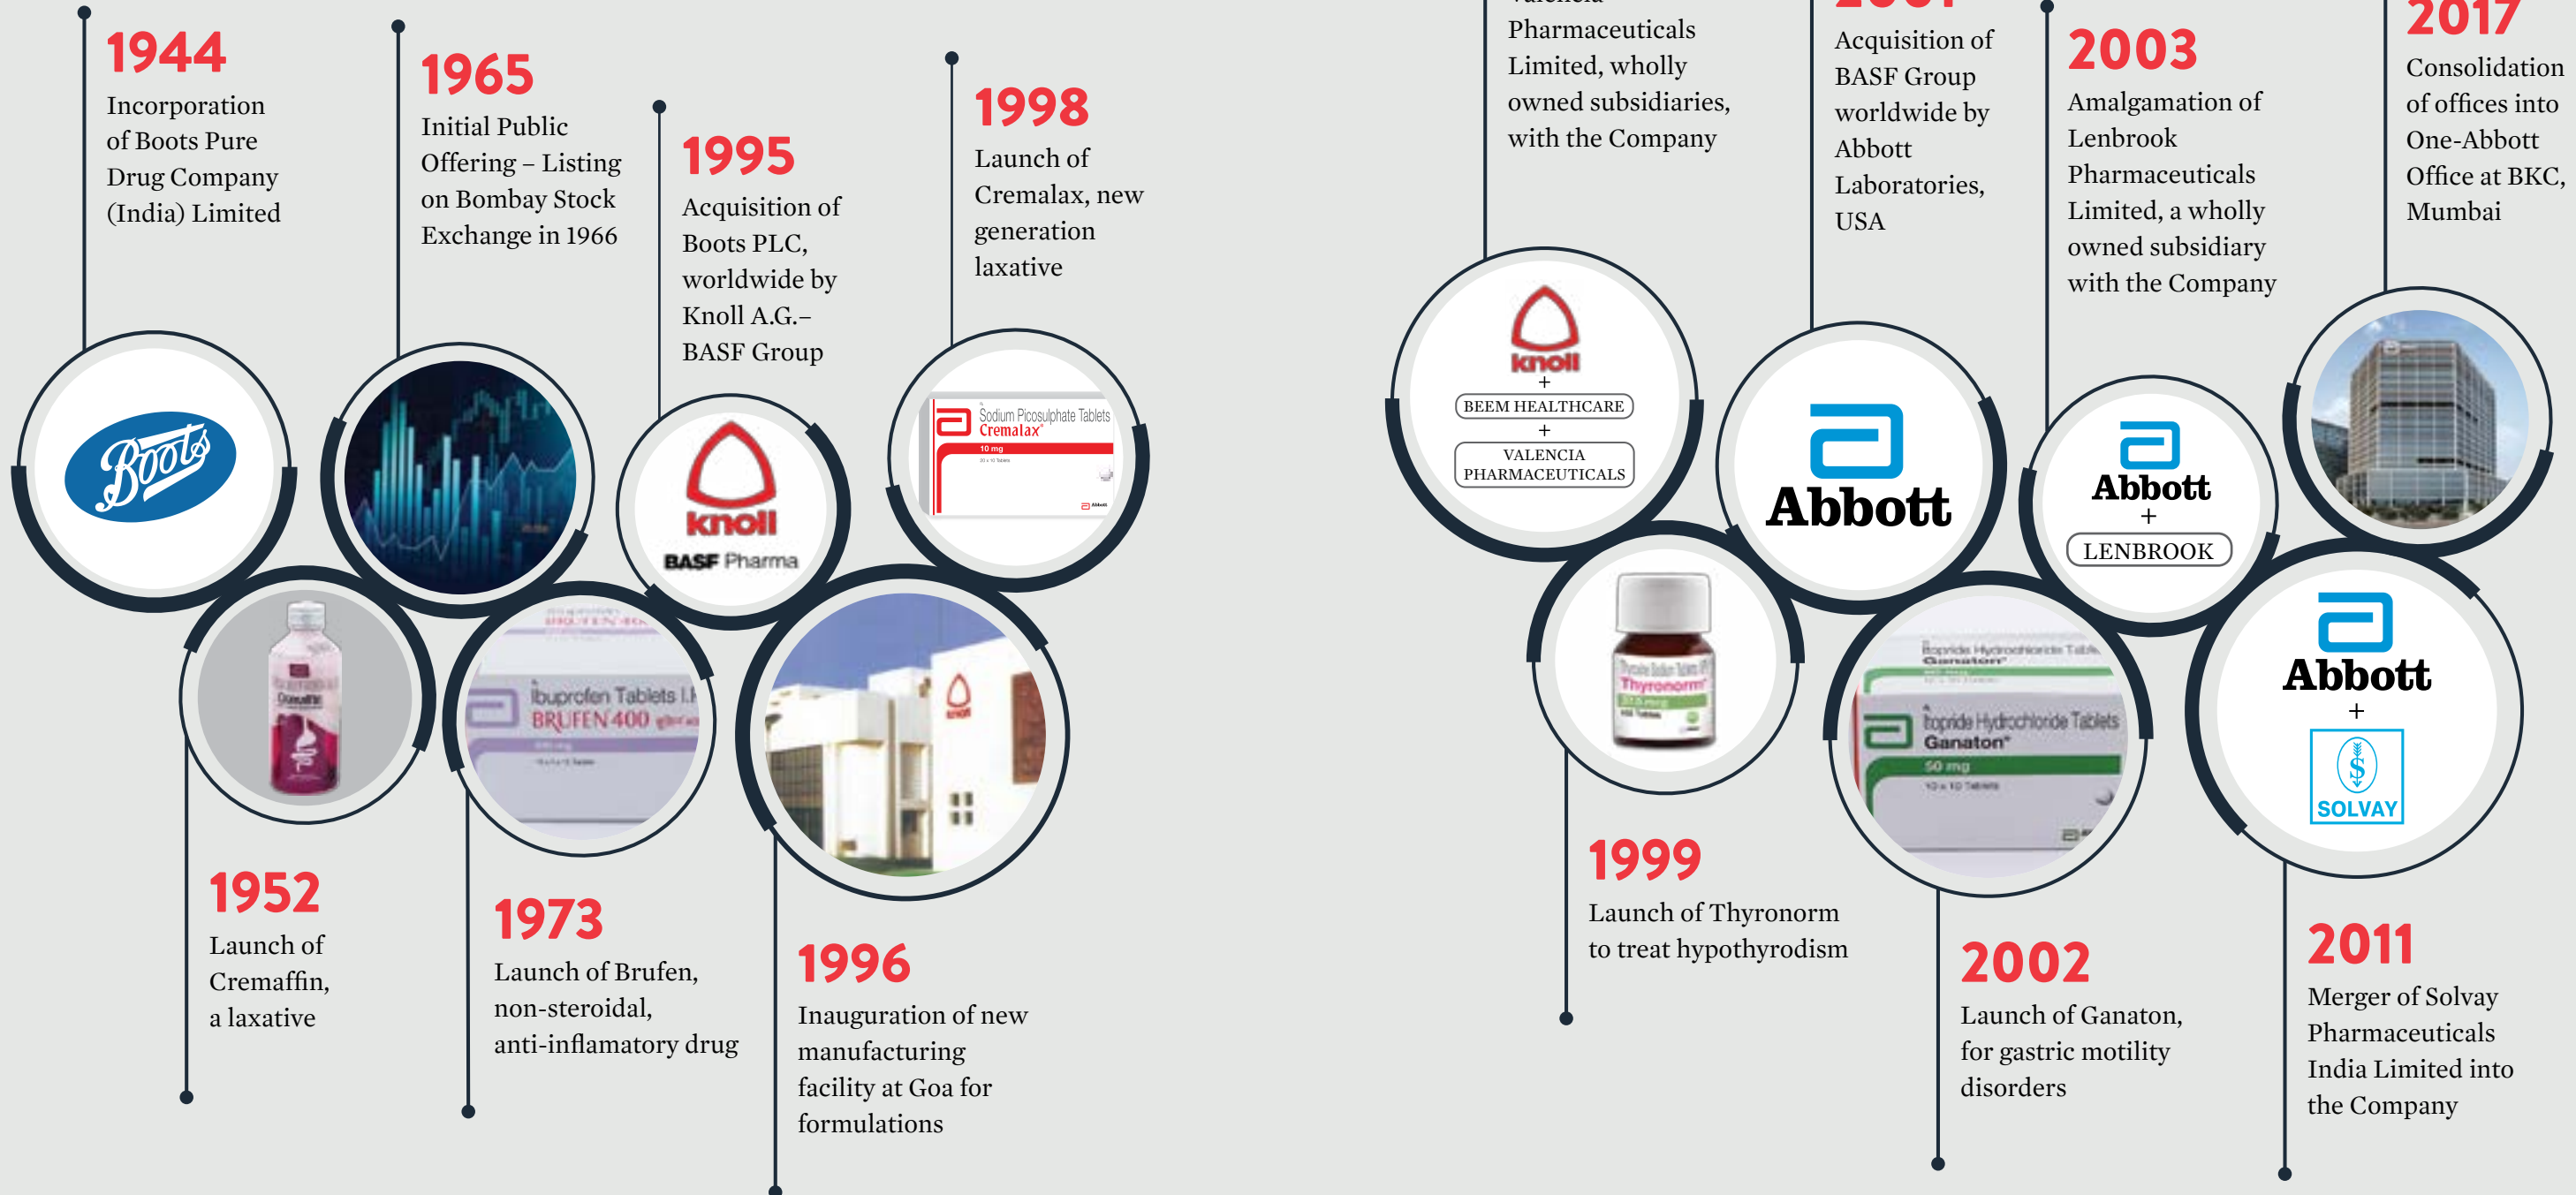 1944
Incorporation
of Boots Pure
Drug Company
(India) Limited
Boots
1952
Launch of
Cremaffin,
a laxative
1965
Initial Public
Offering – Listing
on Bombay Stock
Exchange in 1966
1973
Launch of Brufen,
non-steroidal,
anti-inflamatory drug
Ibuprofen Tablets
BRUFEN 400
1995
Acquisition of
Boots PLC,
worldwide by
Knoll A.G.–
BASF Group
knoll
BASF Pharma
1996
Inauguration of new
manufacturing
facility at Goa for
formulations
knoll
1998
Launch of
Cremalax, new
generation
laxative
Sodium Picosulphate Tablets
Cremalax
10 mg
Abbott
Pharmaceuticals
Limited, wholly
owned subsidiaries,
with the Company
knoll
+
BEEM HEALTHCARE
+
VALENCIA
PHARMACEUTICALS
1999
Launch of Thyronorm
to treat hypothyrodism
Thyronorm
Acquisition of
BASF Group
worldwide by
Abbott
Laboratories,
USA
Abbott
2002
Launch of Ganaton,
for gastric motility
disorders
Itopride Hydrochloride
Ganaton
Itopride Hydrochloride Tablets
Ganaton
50 mg
10 x 10 Tablets
2003
Amalgamation of
Lenbrook
Pharmaceuticals
Limited, a wholly
owned subsidiary
with the Company
Abbott
+
LENBROOK
2011
Merger of Solvay
Pharmaceuticals
India Limited into
the Company
Abbott
+
SOLVAY
2017
Consolidation
of offices into
One-Abbott
Office at BKC,
Mumbai